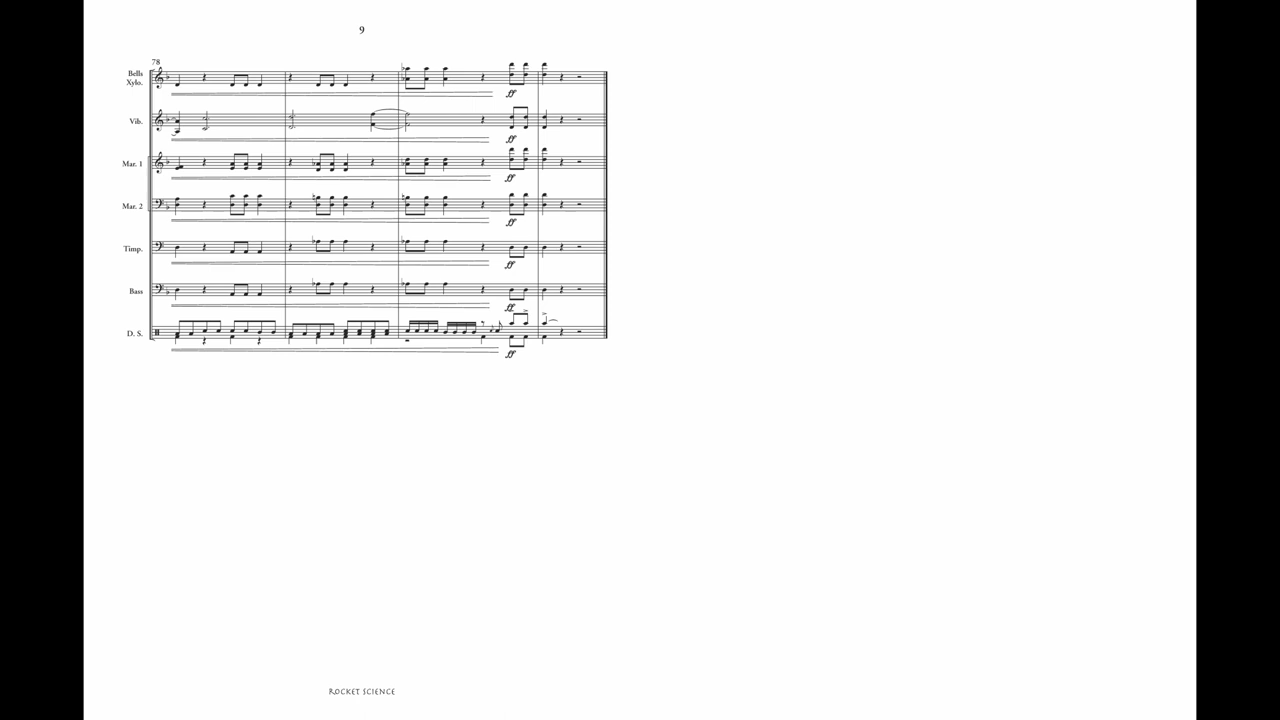 9
78
Bells
Xylo.
ff
Vib.
ff
Mar. 1
ff
Mar. 2
ff
Timp.
ff
Bass
ff
D. S.
ff
ROCKET SCIENCE